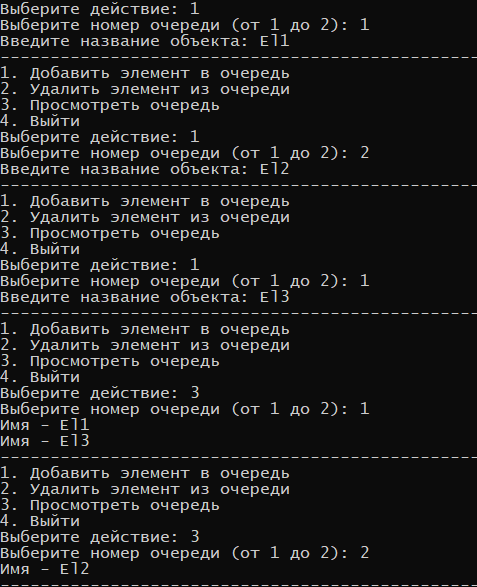 Выберите действие: 1
Выберите номер очереди (от 1 до 2): 1
Введите название объекта: El1
------------------------------------------------
1. Добавить элемент в очередь
2. Удалить элемент из очереди
3. Просмотреть очередь
4. Выйти
Выберите действие: 1
Выберите номер очереди (от 1 до 2): 2
Введите название объекта: El2
------------------------------------------------
1. Добавить элемент в очередь
2. Удалить элемент из очереди
3. Просмотреть очередь
4. Выйти
Выберите действие: 1
Выберите номер очереди (от 1 до 2): 1
Введите название объекта: El3
------------------------------------------------
1. Добавить элемент в очередь
2. Удалить элемент из очереди
3. Просмотреть очередь
4. Выйти
Выберите действие: 3
Выберите номер очереди (от 1 до 2): 1
Имя - El1
Имя - El3
------------------------------------------------
1. Добавить элемент в очередь
2. Удалить элемент из очереди
3. Просмотреть очередь
4. Выйти
Выберите действие: 3
Выберите номер очереди (от 1 до 2): 2
Имя - El2
------------------------------------------------